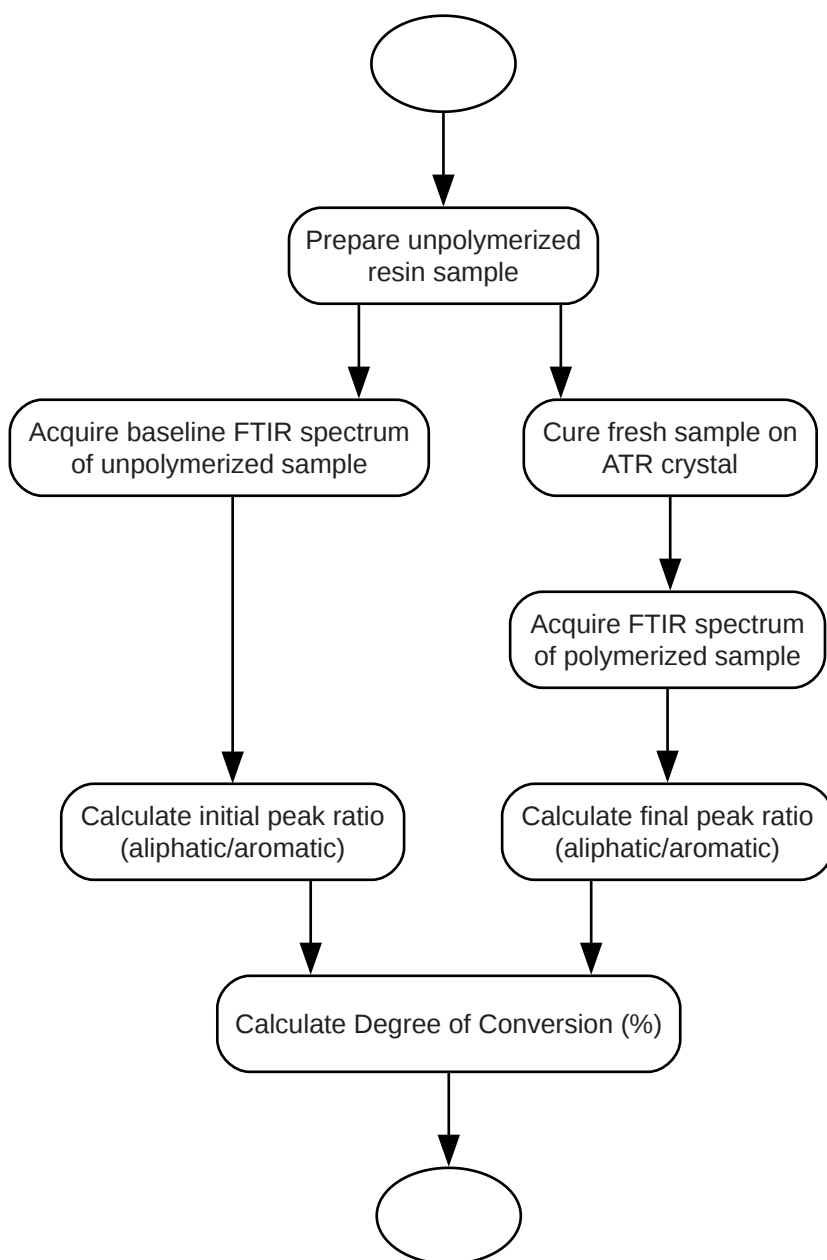 Prepare unpolymerized
resin sample
Acquire baseline FTIR spectrum
of unpolymerized sample
Cure fresh sample on
ATR crystal
Acquire FTIR spectrum
of polymerized sample
Calculate initial peak ratio
(aliphatic/aromatic)
Calculate final peak ratio
(aliphatic/aromatic)
Calculate Degree of Conversion (%)